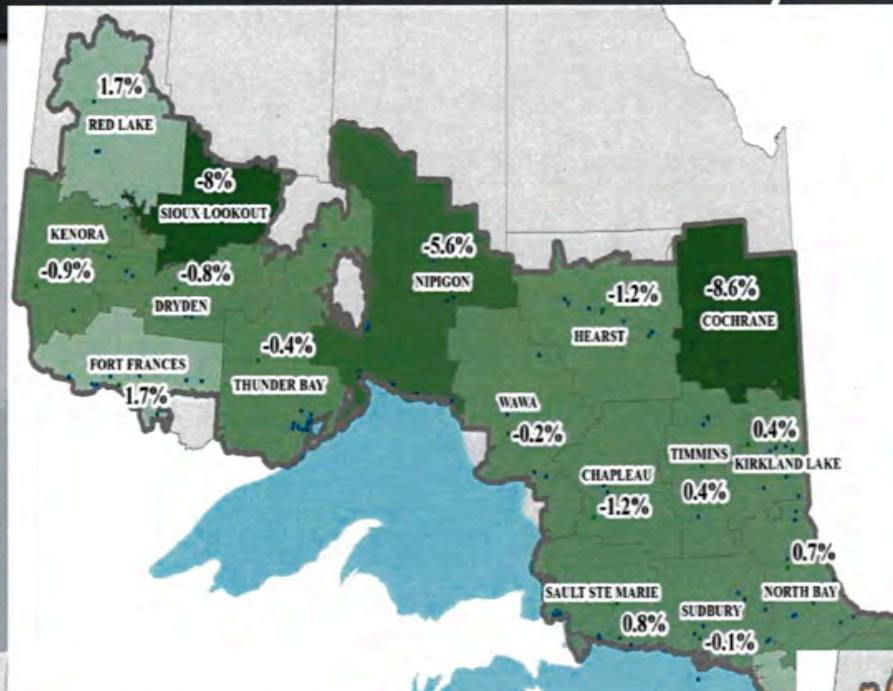 1.7%
RED LAKE
-8%
SIOUX LOOKOUT
KENORA
-0.9%
-0.8%
DRYDEN
-5.6%
NIPIGON
-1.2%
HEARST
-8.6%
COCHRANE
FORT FRANCES
1.7%
-0.4%
THUNDER BAY
WAWA
-0.2%
CHAPLEAU
-1.2%
TIMMINS
0.4%
0.4%
KIRKLAND LAKE
0.7%
NORTH BAY
SAULT STE MARIE
0.8%
SUDBURY
-0.1%